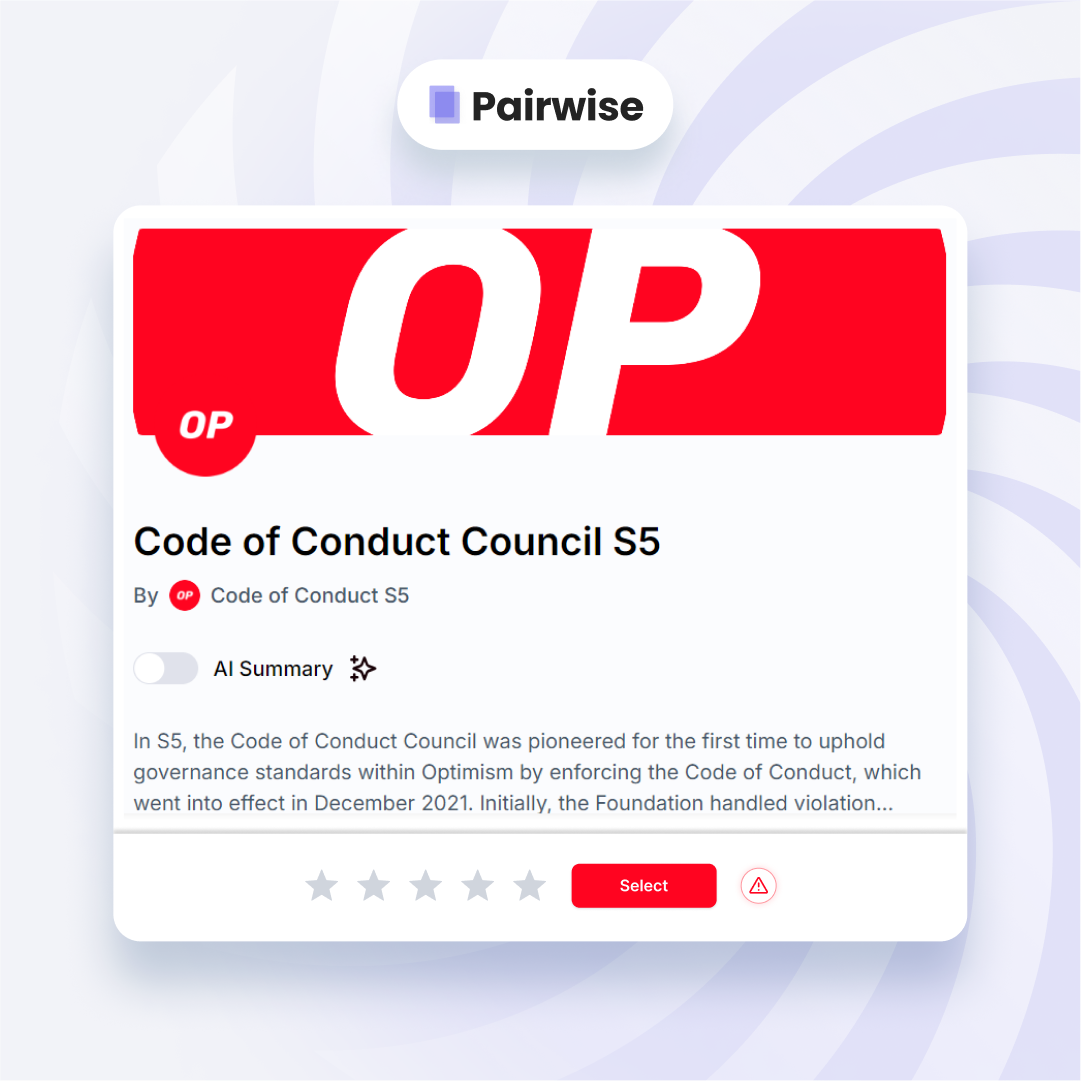 Pairwise
OP
OP
Code of Conduct Council S5
By OP Code of Conduct S5
AI Summary
In S5, the Code of Conduct Council was pioneered for the first time to uphold
governance standards within Optimism by enforcing the Code of Conduct, which
went into effect in December 2021. Initially, the Foundation handled violation...
Select